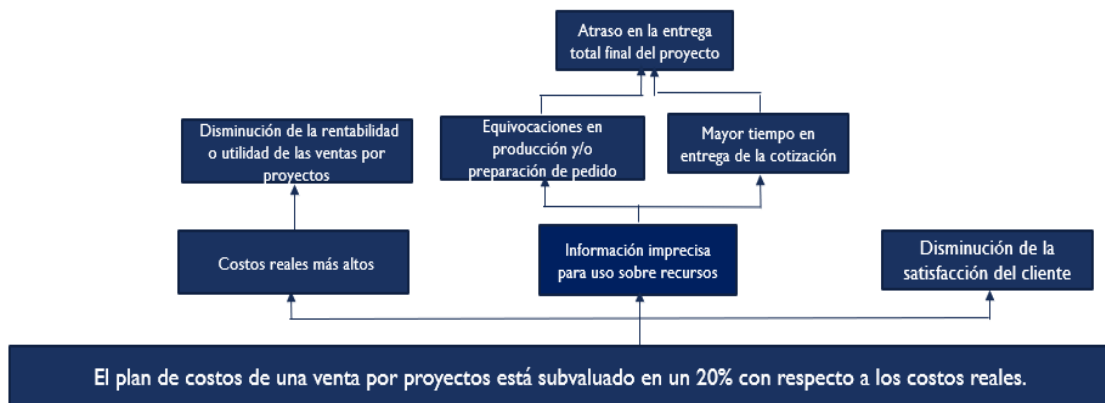 Atraso en la entrega
total final del proyecto
Disminución de la rentabilidad
o utilidad de las ventas por
proyectos
Equivocaciones en
producción y/o
preparación de pedido
Mayor tiempo en
entrega de la cotización
Costos reales más altos
Información imprecisa
para uso sobre recursos
Disminución de la
satisfacción del cliente
El plan de costos de una venta por proyectos está subvaluado en un 20% con respecto a los costos reales.